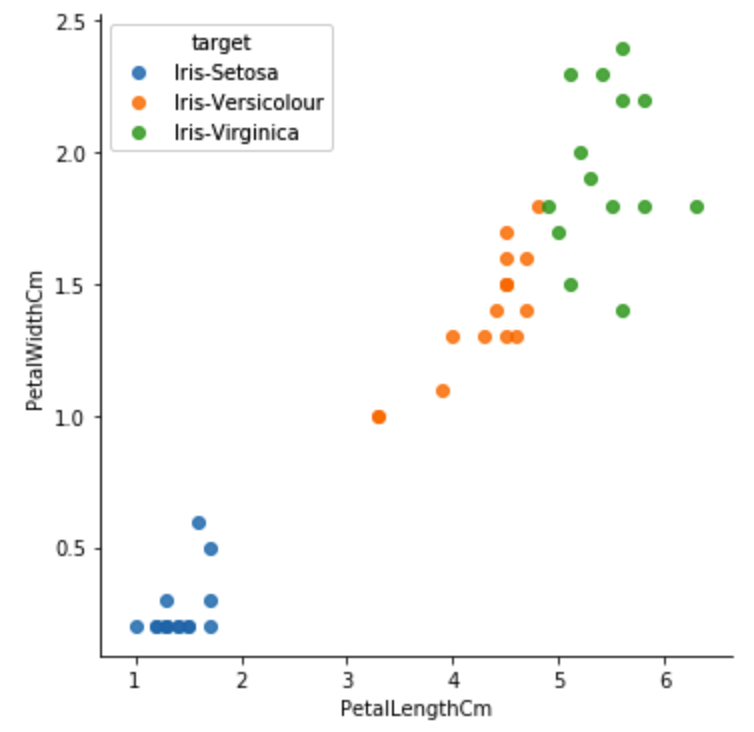 2.5
target
Iris-Setosa
Iris-Versicolour
Iris-Virginica
2.0
1.5
PetalWidthCm
1.0
0.5
1 2 3 4 5 6
PetalLengthCm